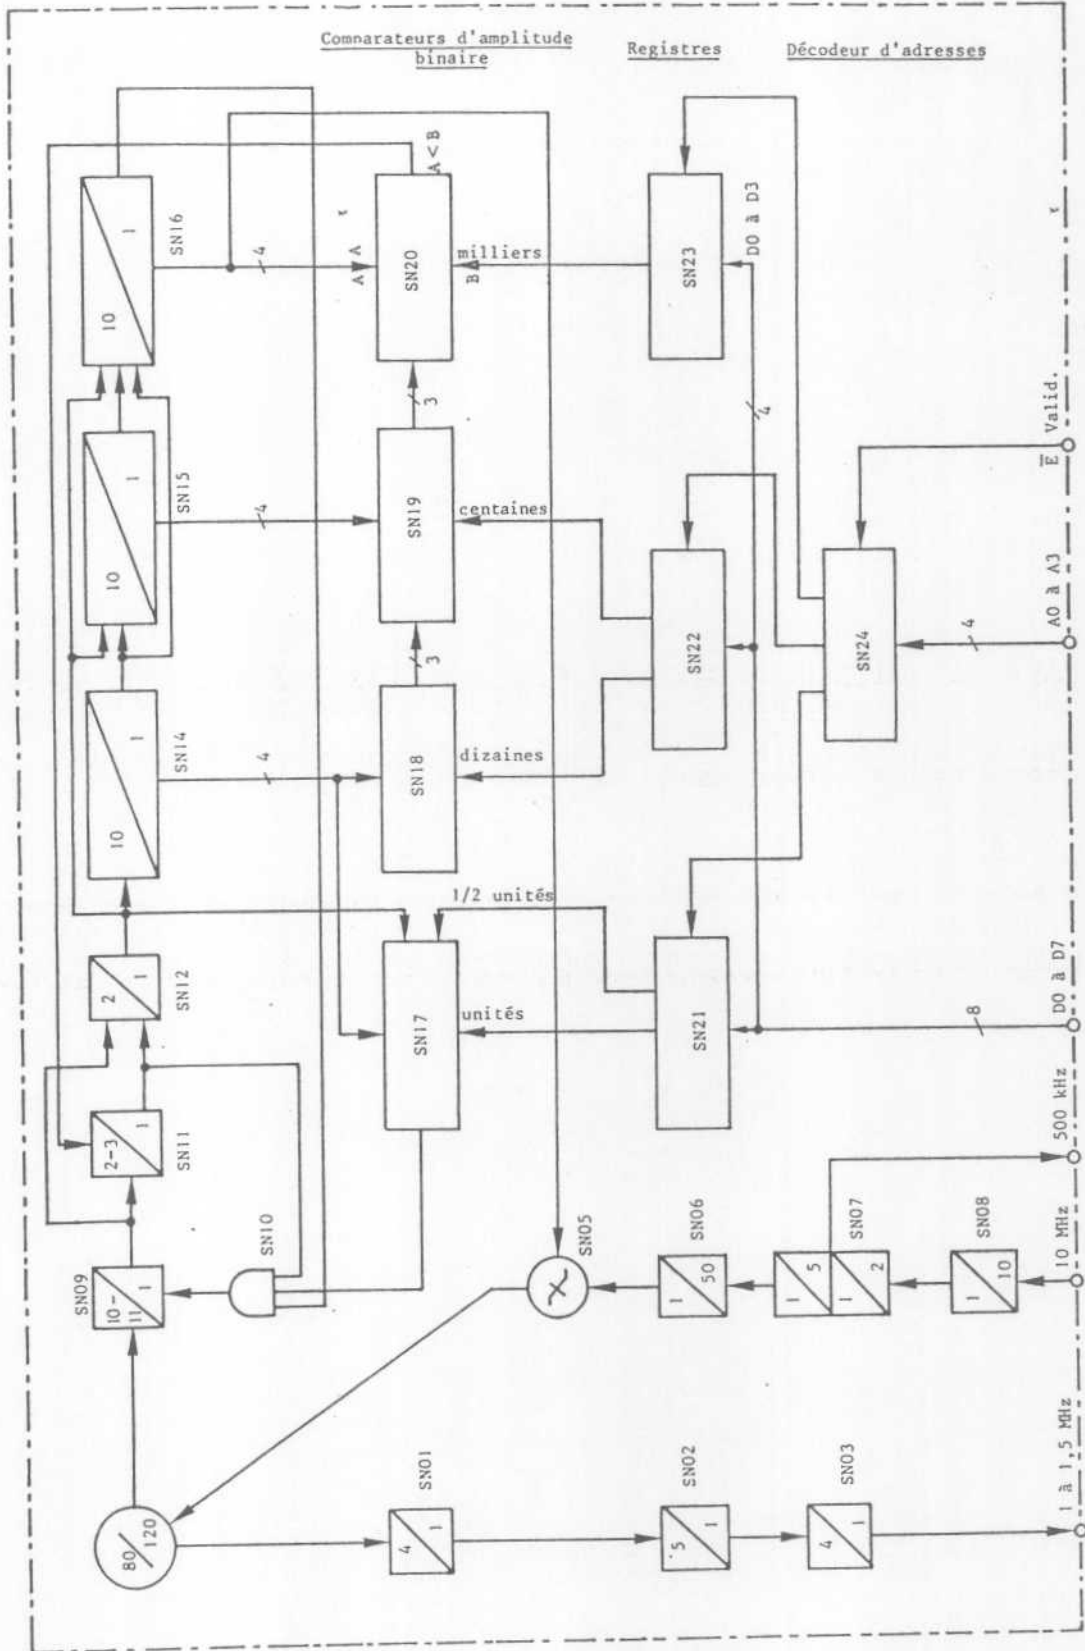 Comparateurs d'amplitude
binaire
Registres
Décodeur d'adresses
10
1
SN16
4
A
A
SN20
A < B
milliers
B
SN23
D0 à D3
10
1
SN15
4
3
SN19
centaines
4
SN22
E Valid.
10
1
SN14
4
3
SN18
dizaines
SN24
4
A0 à A3
2
1
SN12
1/2 unités
SN17
unités
SN21
8
D0 à D7
2-3
1
SN11
500 kHz
SN10
SN05
SN06
1
50
SN07
1
5
1
2
SN08
1
10
10 MHz
SN09
10-
11
1
80/120
4
1
SN01
5
1
SN02
4
1
SN03
1 à 1,5 MHz